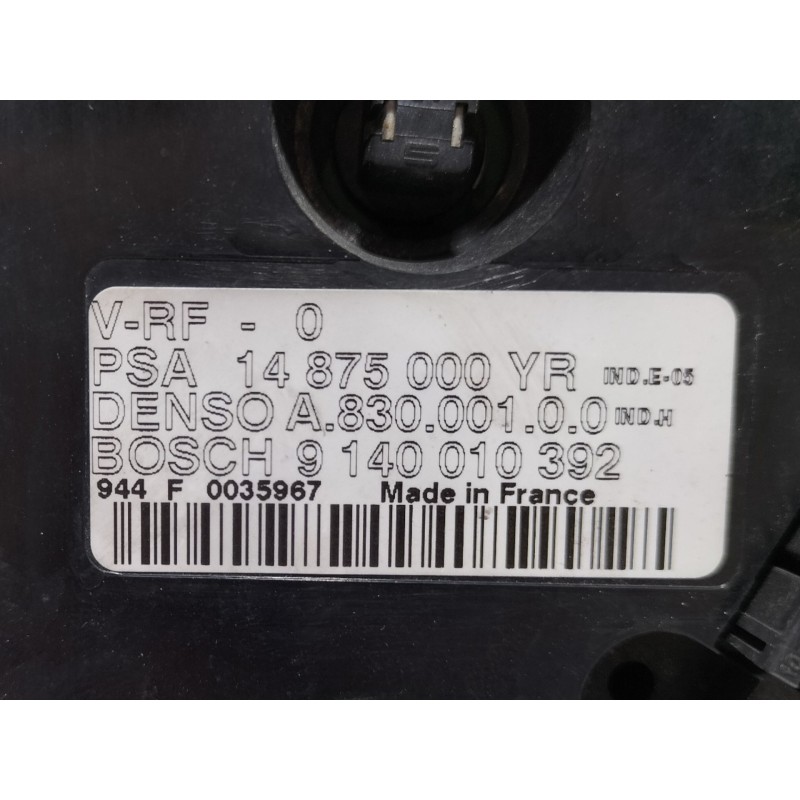 V-RF - 0
PSA 14 875 000 YR IND.E-05
DENSO A.830.001.0.0 IND.H
BOSCH 9 140 010 392
944 F 0035967 Made in France